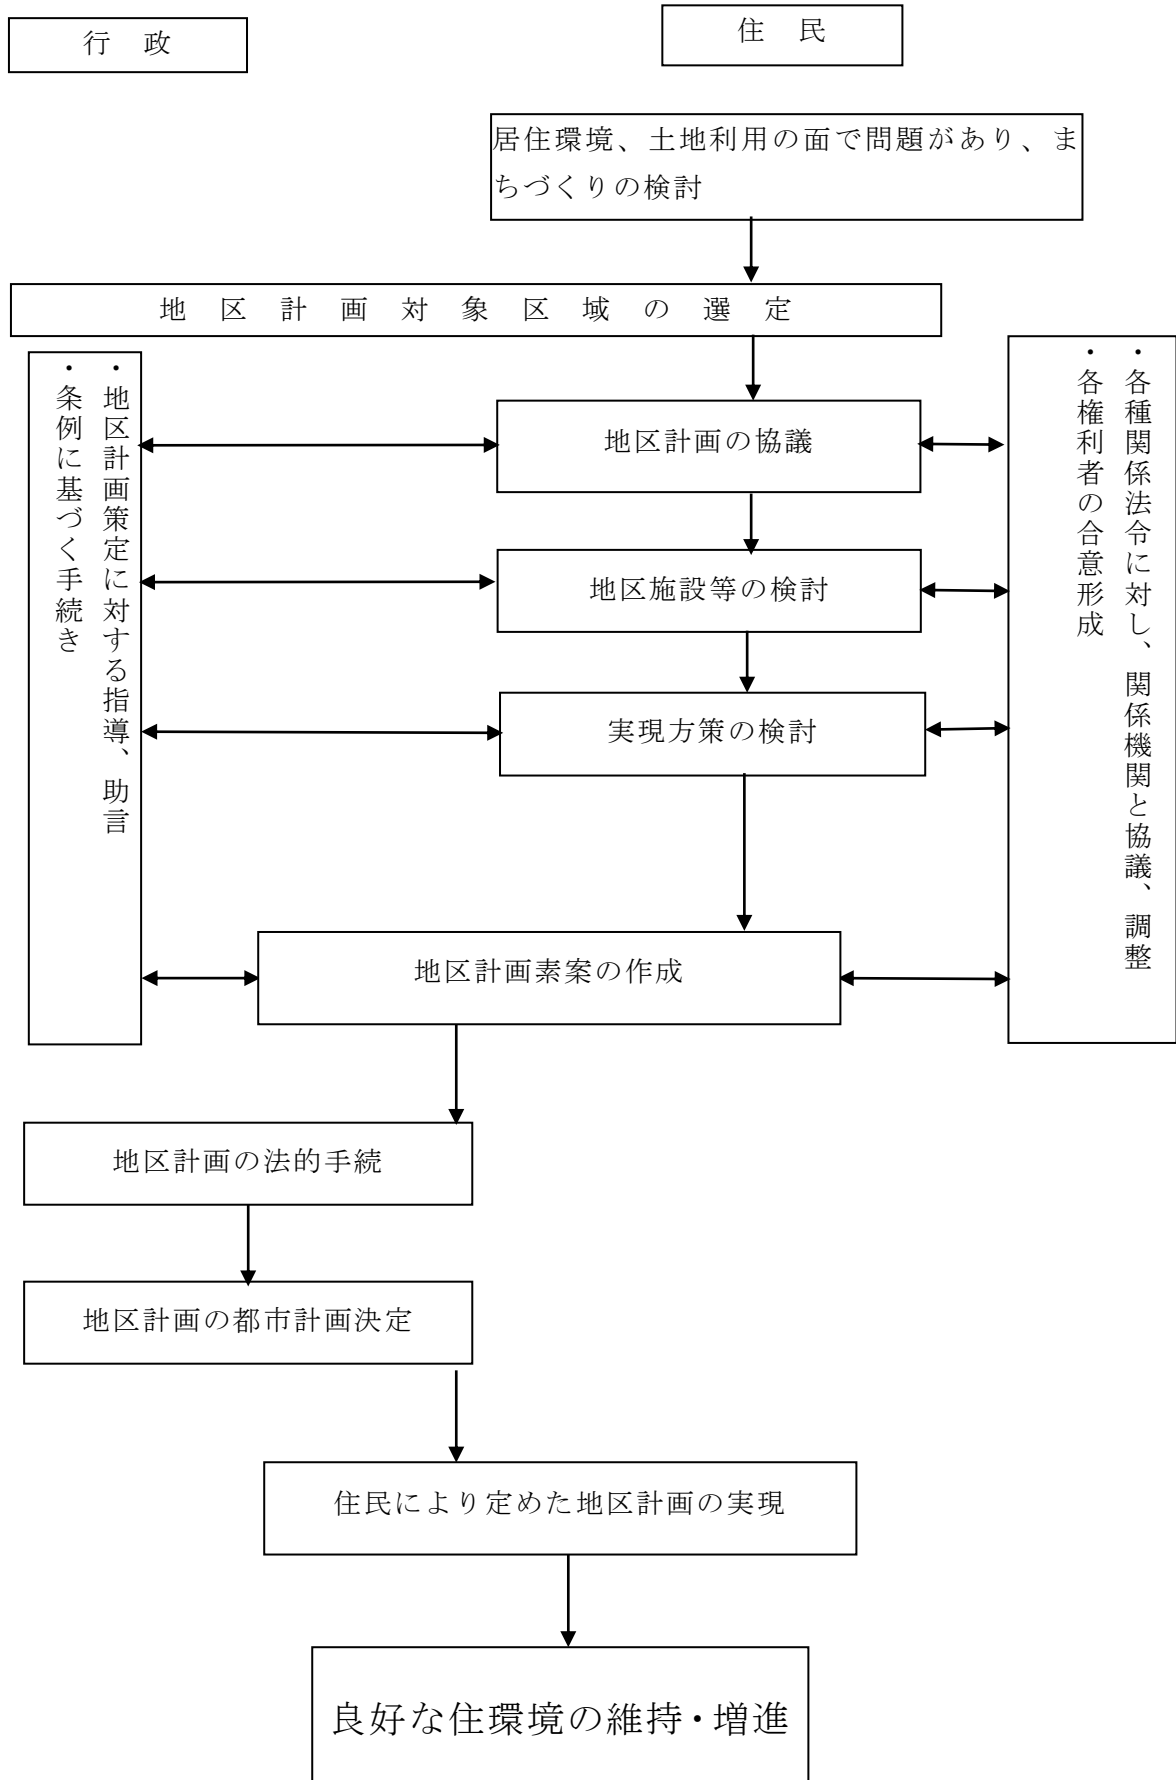 行　政
住　民
居住環境、土地利用の面で問題があり、ま
ちづくりの検討
地　区　計　画　対　象　区　域　の　選　定
・地区計画策定に対する指導、助言
・条例に基づく手続き
・各種関係法令に対し、関係機関と協議、調整
・各権利者の合意形成
地区計画の協議
地区施設等の検討
実現方策の検討
地区計画素案の作成
地区計画の法的手続
地区計画の都市計画決定
住民により定めた地区計画の実現
良好な住環境の維持・増進